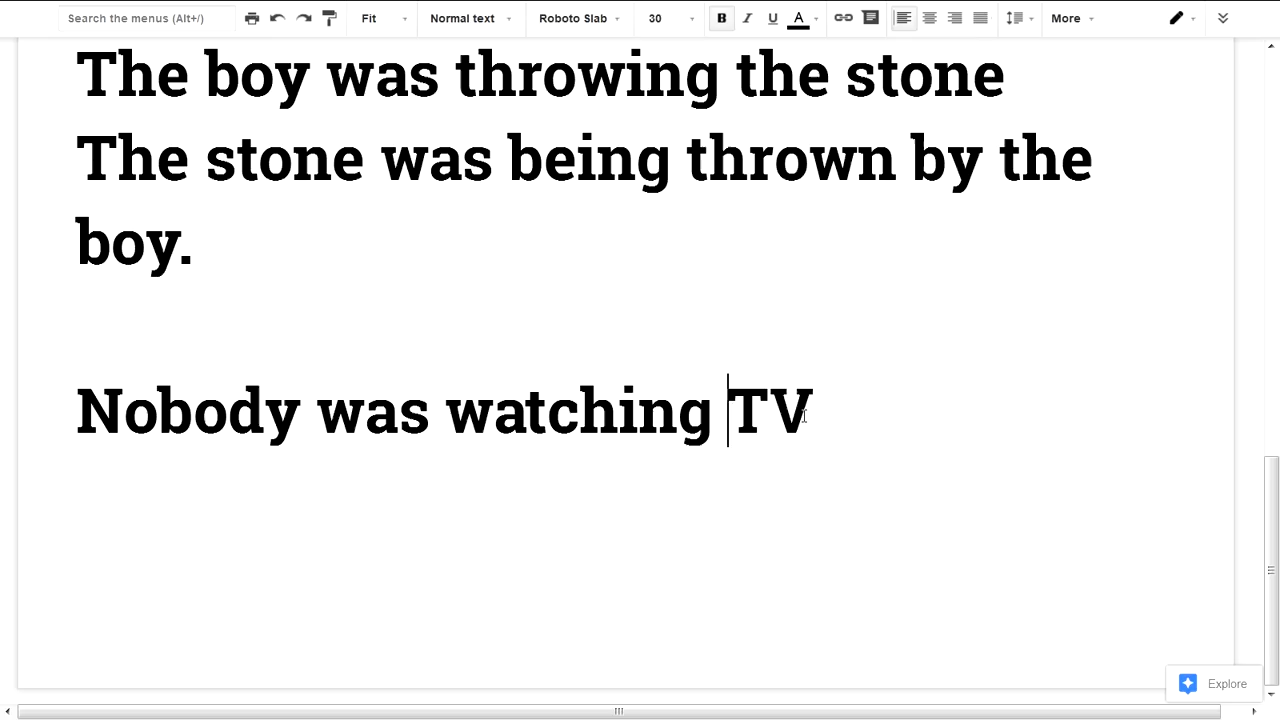 Search the menus (Alt+/) Fit Normal text Roboto Slab 30 B I U A More
The boy was throwing the stone
The stone was being thrown by the
boy.
Nobody was watching TV
Explore